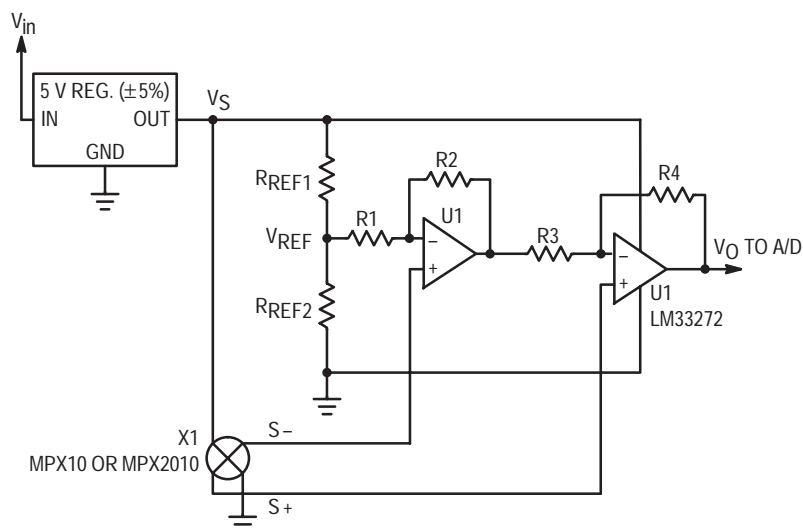 Vin
5 V REG. (±5%)
IN OUT
GND
VS
RREF1
R2
R4
VREF
R1
U1
−
+
R3
−
+
VO TO A/D
U1
LM33272
RREF2
X1
MPX10 OR MPX2010
S−
S+